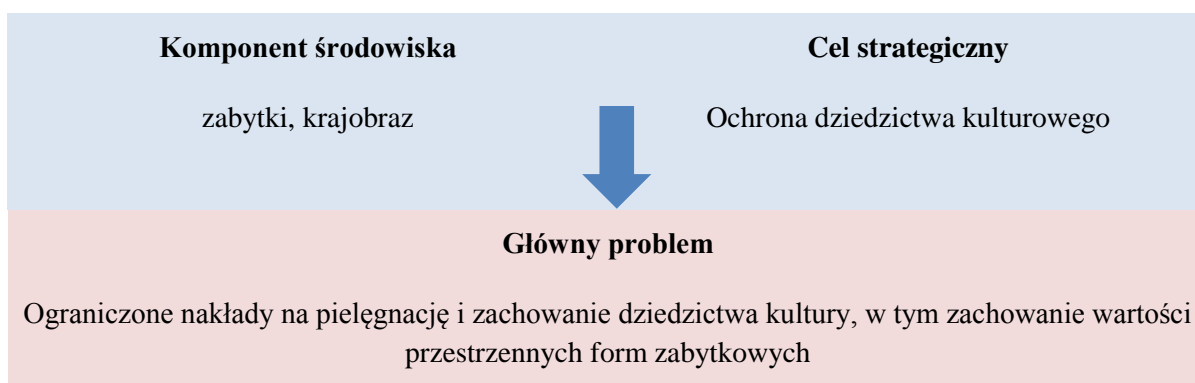 Komponent środowiska
Cel strategiczny
zabytki, krajobraz
Ochrona dziedzictwa kulturowego
Główny problem
Ograniczone nakłady na pielęgnację i zachowanie dziedzictwa kultury, w tym zachowanie wartości
przestrzennych form zabytkowych